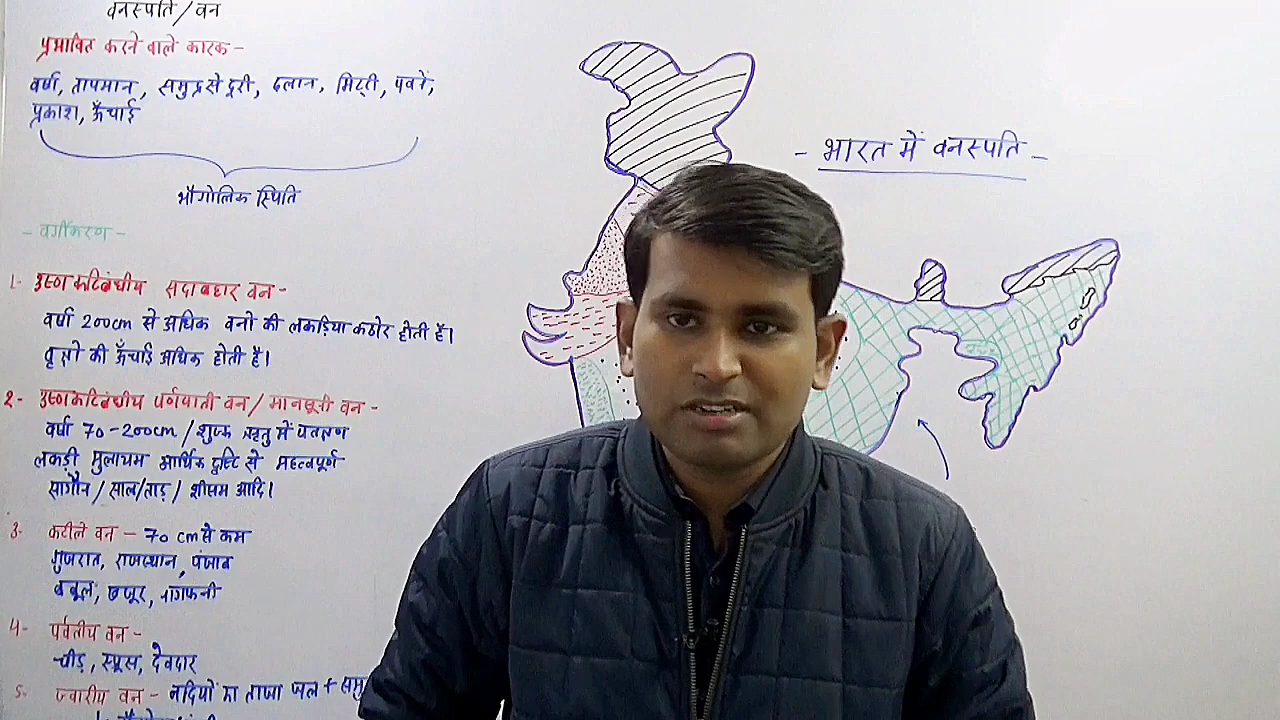 वनस्पति / वन
प्रभावित करने वाले कारक -
वर्षा, तापमान, समुद्र से दूरी, ढलान, मिट्टी, पवनें,
प्रकाश, ऊँचाई
भौगोलिक स्थिति
- वर्गीकरण -
1- उष्णकटिबंधीय सदाबहार वन -
वर्षा 200cm से अधिक वनो की लकड़िया कठोर होती हैं।
वृक्षो की ऊँचाई अधिक होती है।
2- उष्णकटिबंधीय पर्णपाती वन / मानसूनी वन -
वर्षा 70-200cm / शुष्क ऋतु में
लकड़ी मुलायम आर्थिक दृष्टि से महत्वपूर्ण
सागौन / साल / ताड़ / शीसम आदि।
3- कटीले वन - 70 cm से कम
गुजरात, राजस्थान, पंजाब
बबूल, खजूर, नागफनी
4- पर्वतीय वन -
चीड़, स्प्रूस, देवदार
5- ज्वारीय वन - नदियों का ताजा जल +
- भारत में वनस्पति -